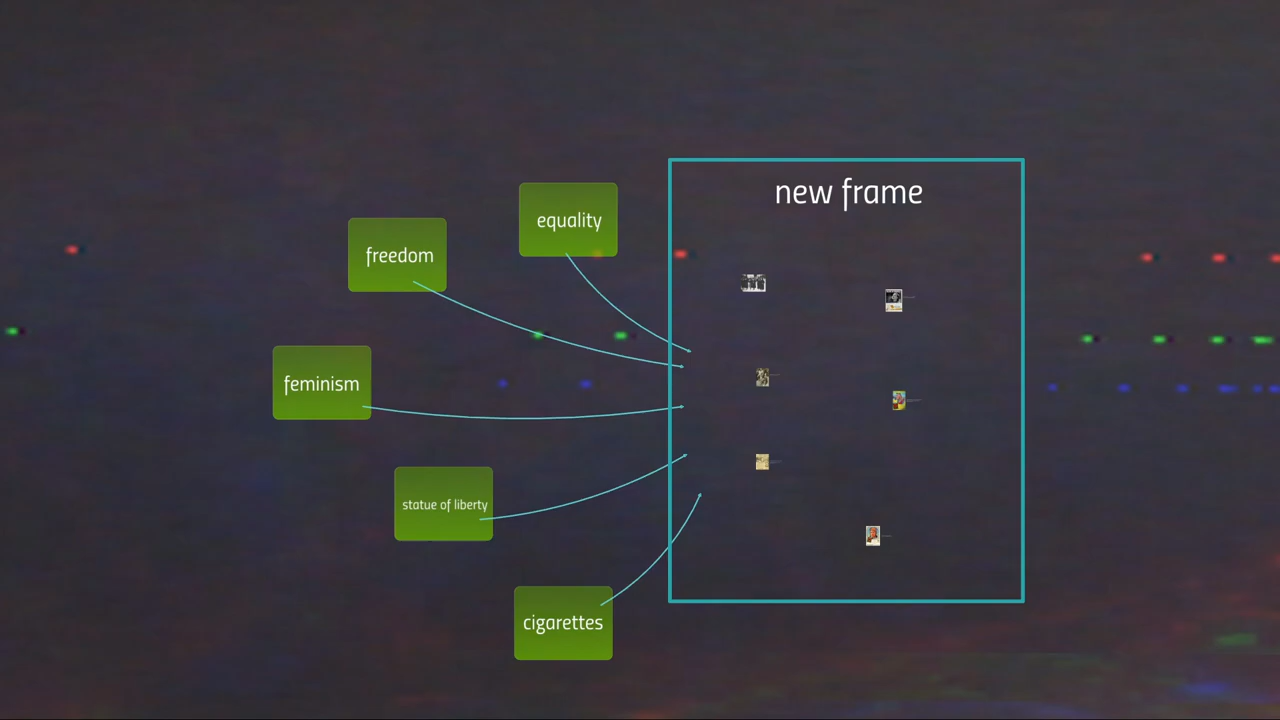 new frame
equality
freedom
feminism
statue of liberty
cigarettes